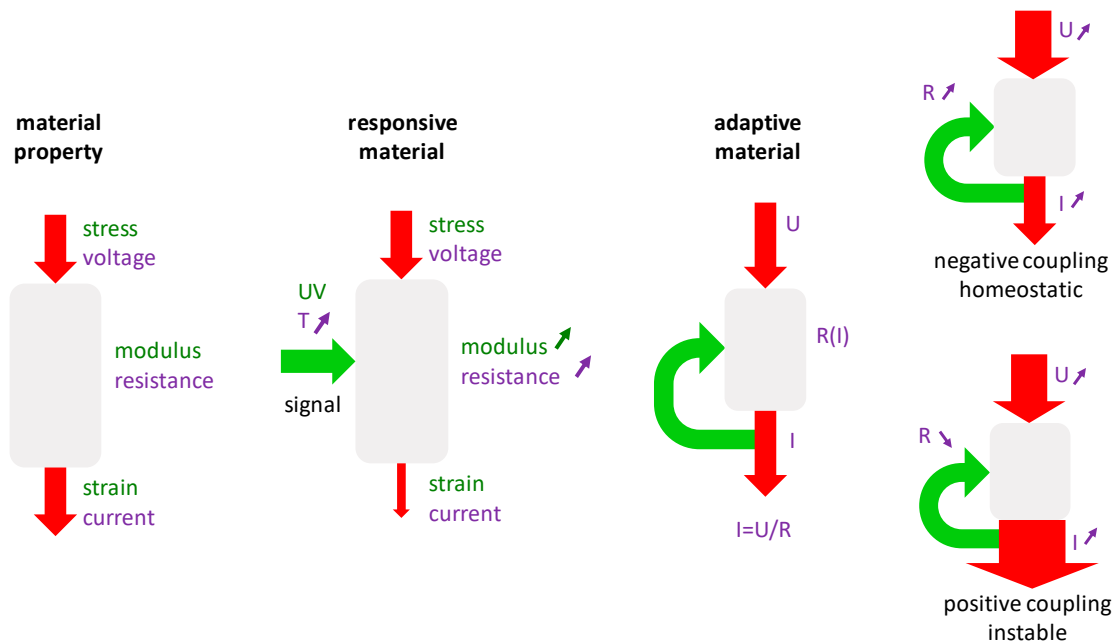 material
property
stress
voltage
modulus
resistance
strain
current
responsive
material
stress
voltage
UV
T
signal
modulus
resistance
strain
current
adaptive
material
U
R(I)
I
I=U/R
U
R
I
negative coupling
homeostatic
U
R
I
positive coupling
instable